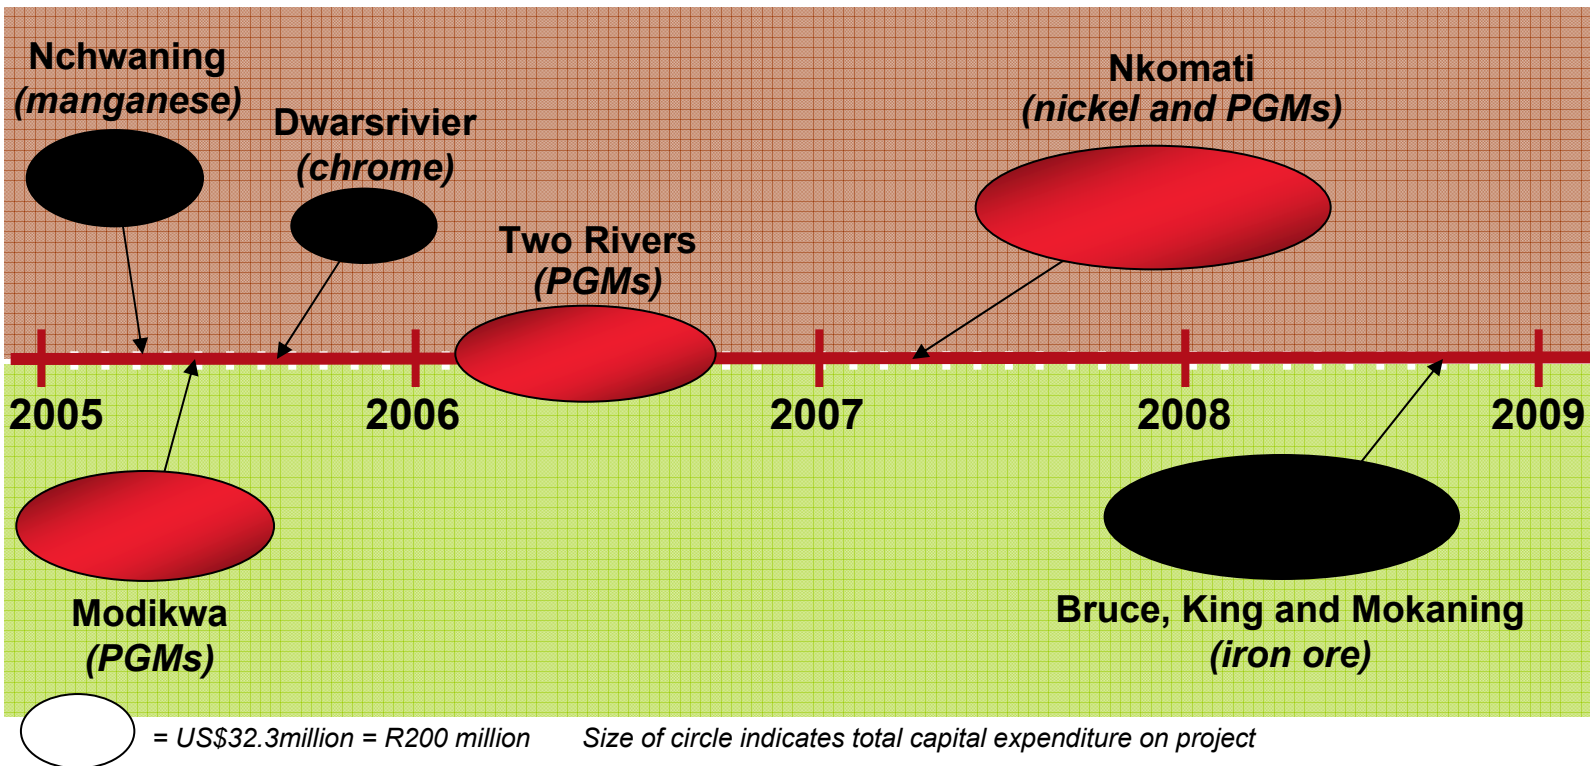 Nchwaning
(manganese)
Dwarsrivier
(chrome)
Two Rivers
(PGMs)
Nkomati
(nickel and PGMs)
2005
2006
2007
2008
2009
Modikwa
(PGMs)
Bruce, King and Mokaning
(iron ore)
= US$32.3million = R200 million Size of circle indicates total capital expenditure on project